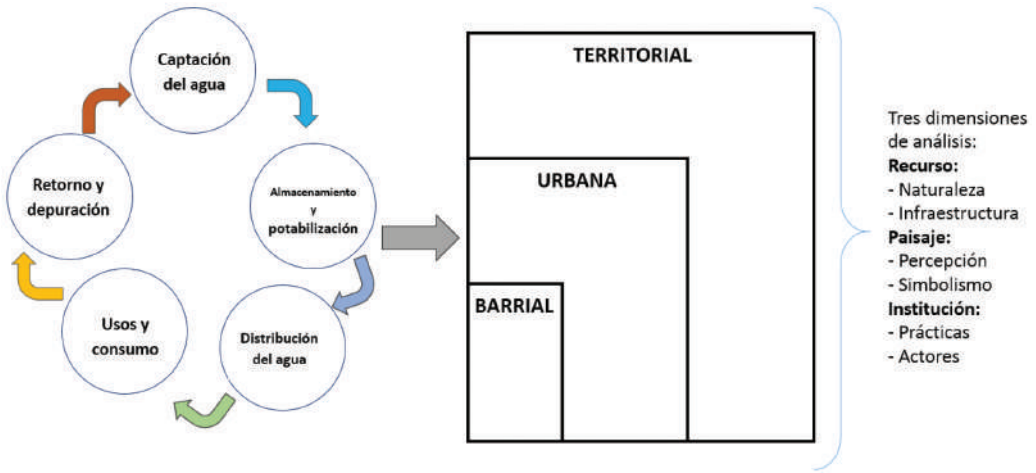 Captación
del agua
Almacenamiento
y
potabilización
Distribución
del agua
Usos y
consumo
Retorno y
depuración
TERRITORIAL
URBANA
BARRIAL
Tres dimensiones
de análisis:
Recurso:
- Naturaleza
- Infraestructura
Paisaje:
- Percepción
- Simbolismo
Institución:
- Prácticas
- Actores